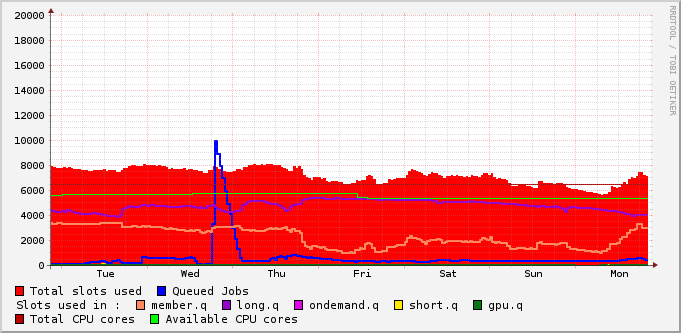 20000
18000
16000
14000
12000
10000
8000
6000
4000
2000
0
Tue Wed Thu Fri Sat Sun Mon
Total slots used Queued Jobs
Slots used in : member.q long.q ondemand.q short.q gpu.q
Total CPU cores Available CPU cores
RRDTOOL / TOBI OETIKER